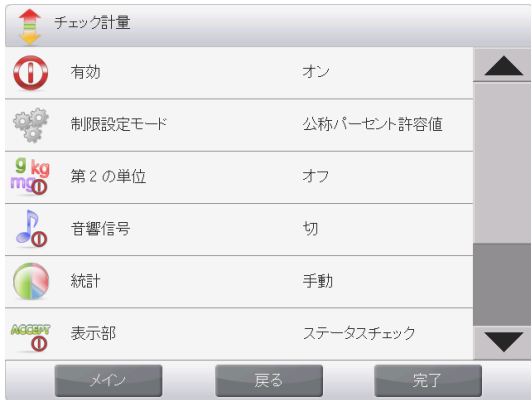 チェック計量
有効 オン
制限設定モード 公称パーセント許容値
g kg
mg
第2の単位 オフ
音響信号 切
統計 手動
ACCEPT
表示部 ステータスチェック
メイン 戻る 完了